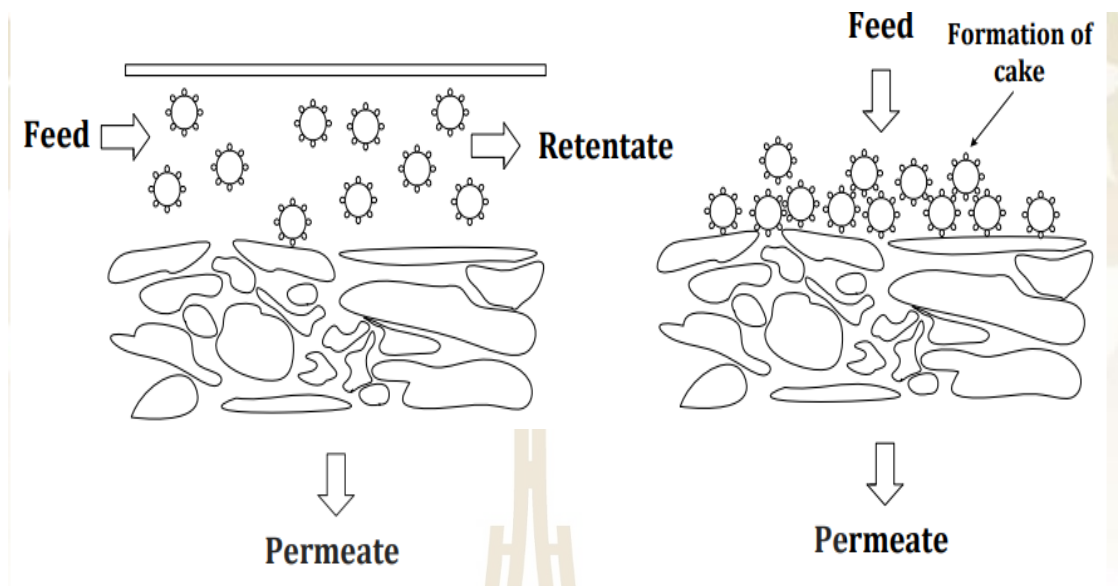 Feed
Retentate
Permeate
Feed
Formation of
cake
Permeate